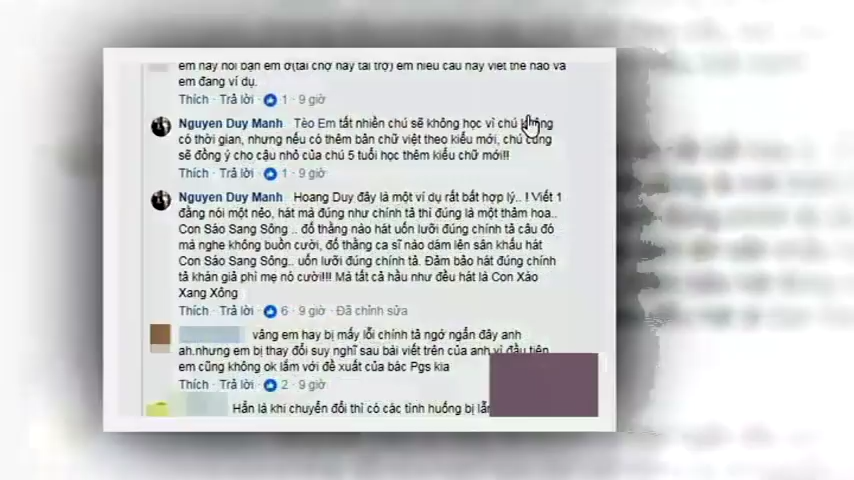 em hay nói bạn em ở(tài chợ hay tài trợ) em hiểu câu này viết thế nào và
em đang ví dụ.
Thích · Trả lời · 1 · 9 giờ
Nguyen Duy Manh Tèo Em tất nhiên chú sẽ không học vì chú không
có thời gian, nhưng nếu có thêm bản chữ việt theo kiểu mới, chú cũng
sẽ đồng ý cho cậu nhỏ của chú 5 tuổi học thêm kiểu chữ mới!!!
Thích · Trả lời · 1 · 9 giờ
Nguyen Duy Manh Hoang Duy đây là một ví dụ rất bất hợp lý.. ! Viết 1
đằng nói một nẻo, hát mà đúng như chính tả thì đúng là một thảm hoạ..
Con Sáo Sang Sông .. đố thằng nào hát uốn lưỡi đúng chính tả câu đó
mà nghe không buồn cười, đố thằng ca sĩ nào dám lên sân khấu hát
Con Sáo Sang Sông.. uốn lưỡi đúng chính tả. Đảm bảo hát đúng chính
tả khán giả phì mẹ nó cười!!! Mà tất cả hầu như đều hát là Con Xáo
Xang Xông
Thích · Trả lời · 6 · 9 giờ · Đã chỉnh sửa
vâng em hay bị mấy lỗi chính tả ngớ ngẩn đây anh
ah.nhưng em bị thay đổi suy nghĩ sau bài viết trên của anh vì đầu tiên
em cũng không ok lắm với đề xuất của bác Pgs kia
Thích · Trả lời · 2 · 9 giờ
Hẳn là khi chuyển đổi thì có các tình huống bị